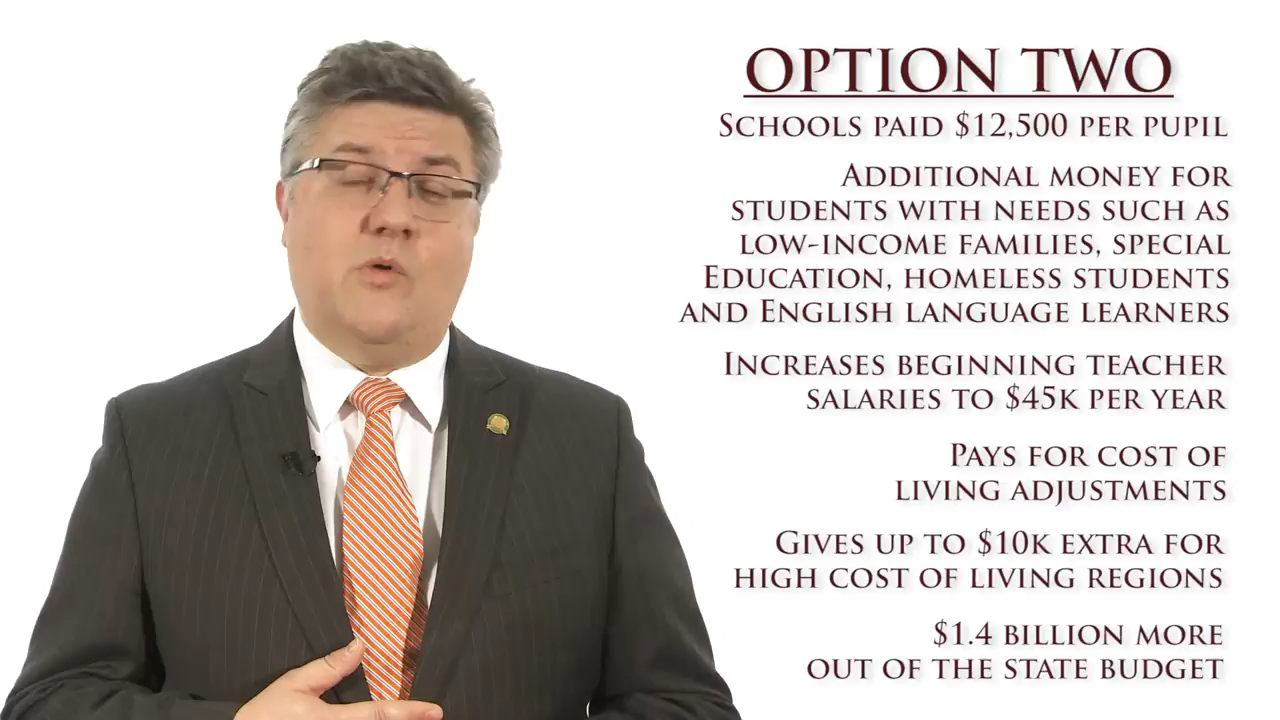 OPTION TWO
SCHOOLS PAID $12,500 PER PUPIL
ADDITIONAL MONEY FOR
STUDENTS WITH NEEDS SUCH AS
LOW-INCOME FAMILIES, SPECIAL
EDUCATION, HOMELESS STUDENTS
AND ENGLISH LANGUAGE LEARNERS
INCREASES BEGINNING TEACHER
SALARIES TO $45K PER YEAR
PAYS FOR COST OF
LIVING ADJUSTMENTS
GIVES UP TO $10K EXTRA FOR
HIGH COST OF LIVING REGIONS
$1.4 BILLION MORE
OUT OF THE STATE BUDGET